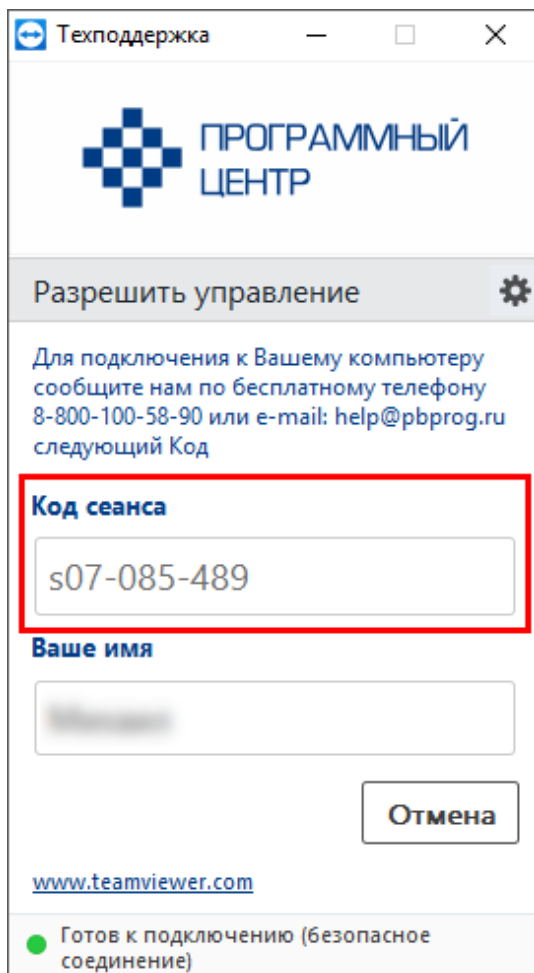 Техподдержка
ПРОГРАММНЫЙ
ЦЕНТР
Разрешить управление
Для подключения к Вашему компьютеру
сообщите нам по бесплатному телефону
8-800-100-58-90 или e-mail: help@pbprog.ru
следующий Код
Код сеанса
s07-085-489
Ваше имя
Отмена
www.teamviewer.com
Готов к подключению (безопасное
соединение)